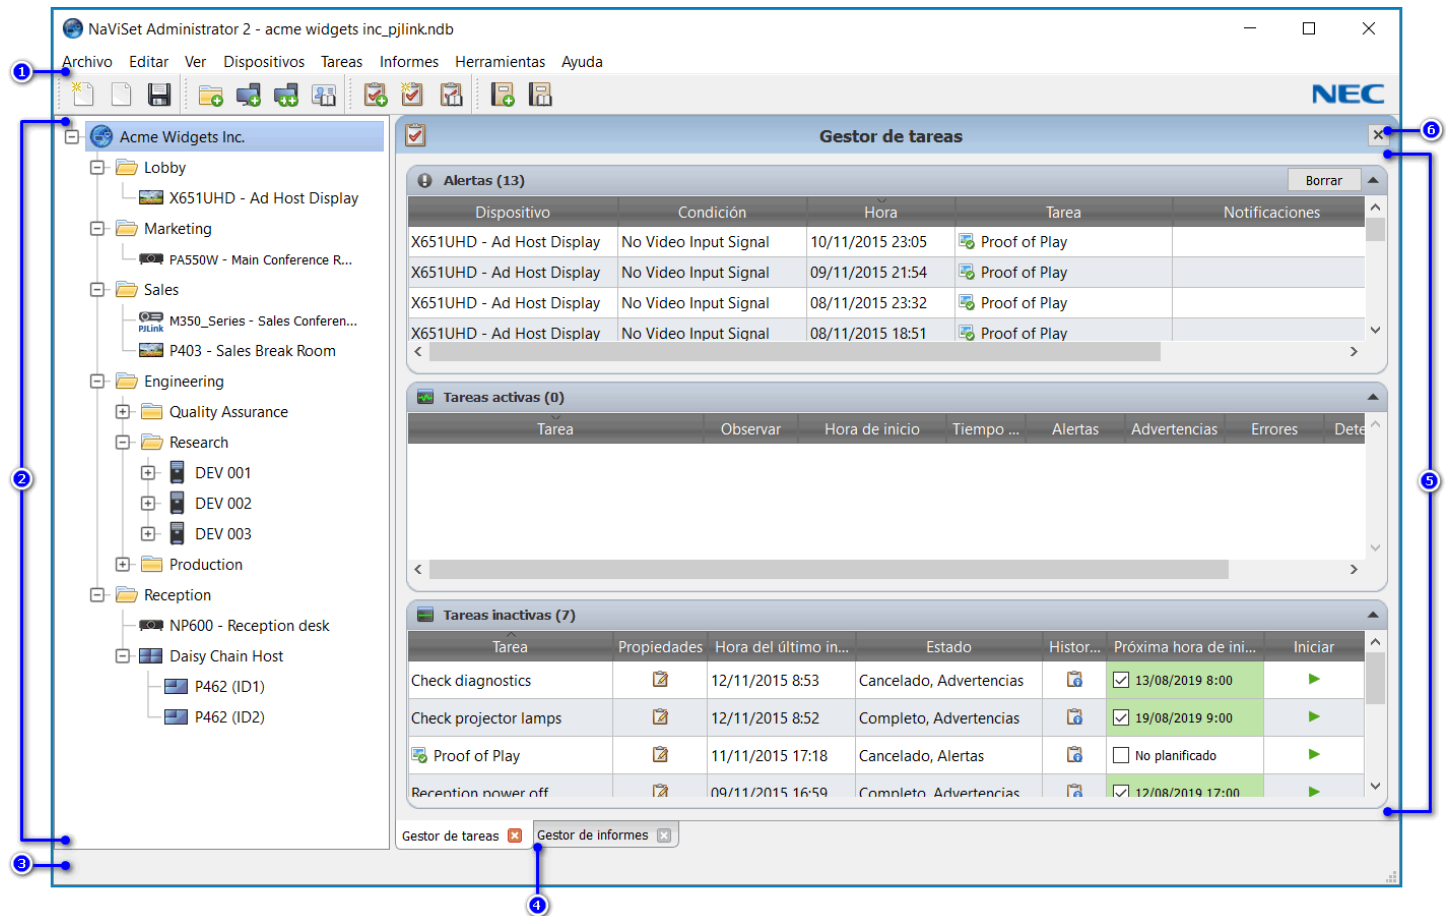 NaViSet Administrator 2 - acme widgets inc_pjlink.ndb
Archivo Editar Ver Dispositivos Tareas Informes Herramientas Ayuda
1
NEC
2
Acme Widgets Inc.
Lobby
X651UHD - Ad Host Display
Marketing
PA550W - Main Conference R...
Sales
PJLink M350_Series - Sales Conferen...
P403 - Sales Break Room
Engineering
Quality Assurance
Research
DEV 001
DEV 002
DEV 003
Production
Reception
NP600 - Reception desk
Daisy Chain Host
P462 (ID1)
P462 (ID2)
3
Gestor de tareas
6
5
Alertas (13) Borrar
Dispositivo Condición Hora Tarea Notificaciones
X651UHD - Ad Host Display No Video Input Signal 10/11/2015 23:05 Proof of Play
X651UHD - Ad Host Display No Video Input Signal 09/11/2015 21:54 Proof of Play
X651UHD - Ad Host Display No Video Input Signal 08/11/2015 23:32 Proof of Play
X651UHD - Ad Host Display No Video Input Signal 08/11/2015 18:51 Proof of Play
Tareas activas (0)
Tarea Observar Hora de inicio Tiempo ... Alertas Advertencias Errores Dete
Tareas inactivas (7)
Tarea Propiedades Hora del último in... Estado Histor... Próxima hora de ini... Iniciar
Check diagnostics 12/11/2015 8:53 Cancelado, Advertencias 13/08/2019 8:00
Check projector lamps 12/11/2015 8:52 Completo, Advertencias 19/08/2019 9:00
Proof of Play 11/11/2015 17:18 Cancelado, Alertas No planificado
Reception power off 09/11/2015 16:59 Completo, Advertencias 12/08/2019 17:00
Gestor de tareas Gestor de informes
4